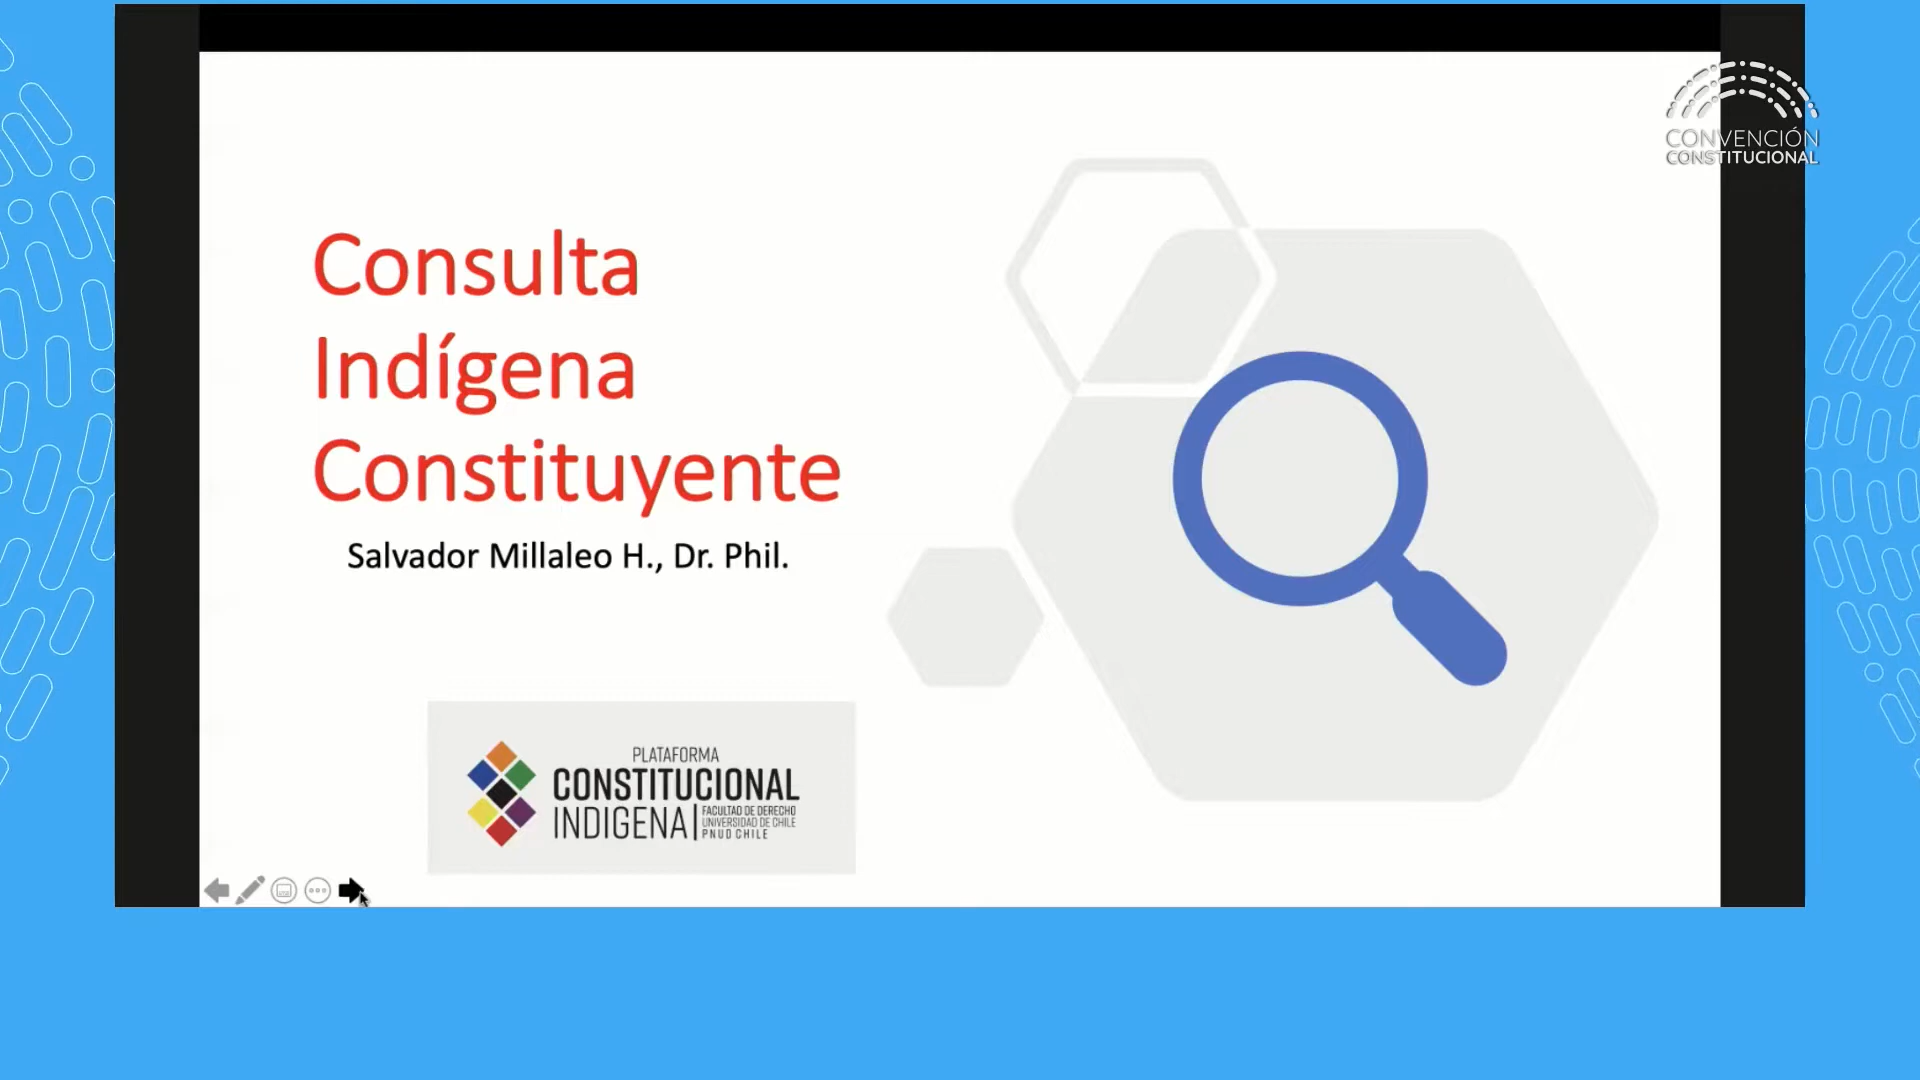 CONVENCIÓN
CONSTITUCIONAL
Consulta
Indígena
Constituyente
Salvador Millaleo H., Dr. Phil.
PLATAFORMA
CONSTITUCIONAL
INDIGENA
FACULTAD DE DERECHO
UNIVERSIDAD DE CHILE
PNUD CHILE